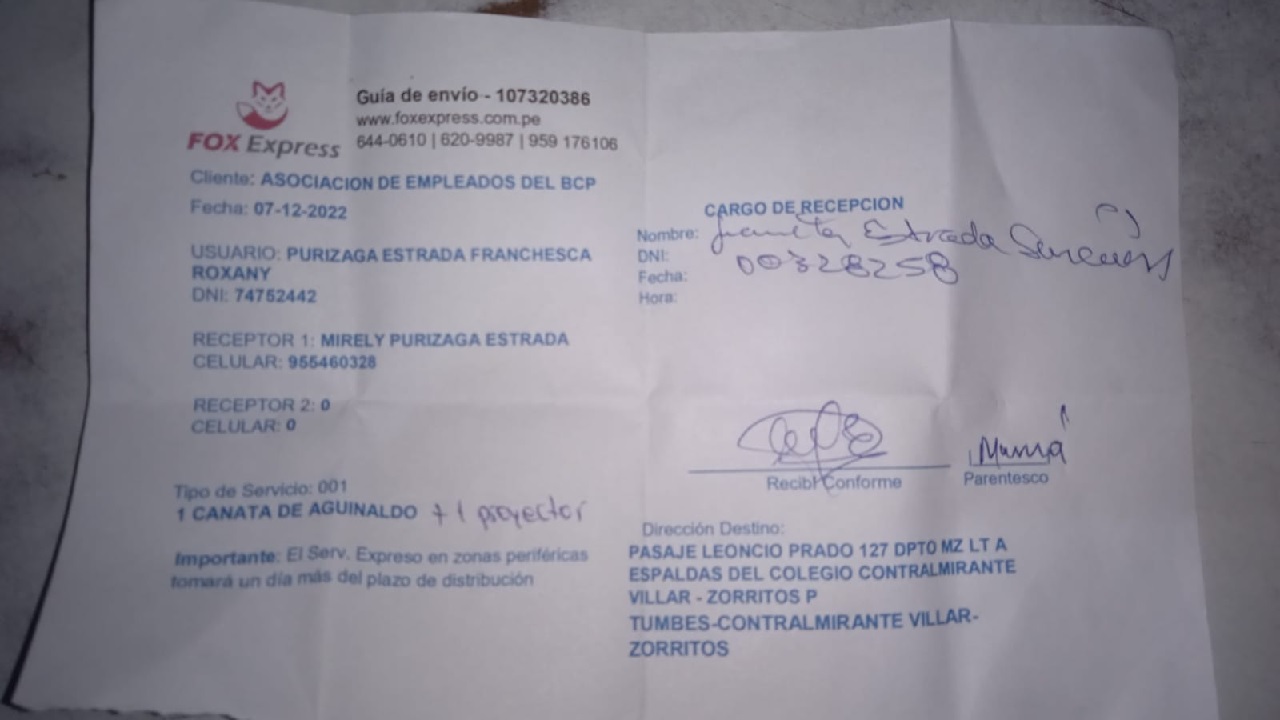 FOX Express
Guía de envío - 107320386
www.foxexpress.com.pe
644-0610 | 620-9987 | 959 176106
Cliente: ASOCIACION DE EMPLEADOS DEL BCP
Fecha: 07-12-2022
USUARIO: PURIZAGA ESTRADA FRANCHESCA
ROXANY
DNI: 74752442
RECEPTOR 1: MIRELY PURIZAGA ESTRADA
CELULAR: 955460328
RECEPTOR 2: 0
CELULAR: 0
Tipo de Servicio: 001
1 CANATA DE AGUINALDO + 1 proyector
Importante: El Serv. Expreso en zonas periféricas
tomará un día más del plazo de distribución
CARGO DE RECEPCION
Nombre: Estrada
DNI: 00328258
Fecha:
Hora:
Recibí Conforme
Mamá
Parentesco
Dirección Destino:
PASAJE LEONCIO PRADO 127 DPTO MZ LT A
ESPALDAS DEL COLEGIO CONTRALMIRANTE
VILLAR - ZORRITOS P
TUMBES-CONTRALMIRANTE VILLAR-
ZORRITOS